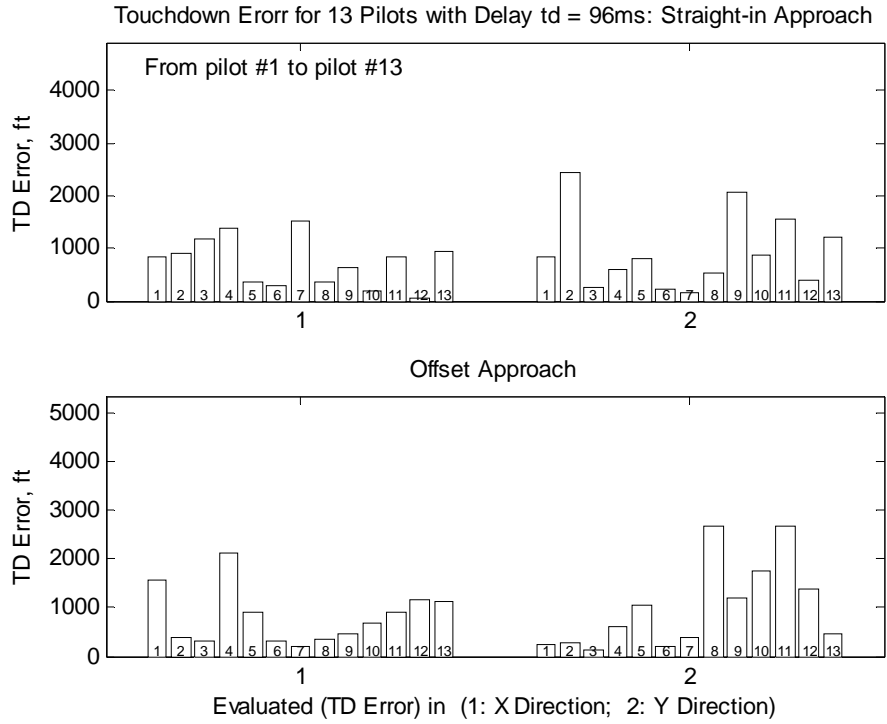 Touchdown Erorr for 13 Pilots with Delay td = 96ms: Straight-in Approach
From pilot #1 to pilot #13
TD Error, ft
4000
3000
2000
1000
0
1 2 3 4 5 6 7 8 9 10 11 12 13
1 2 3 4 5 6 7 8 9 10 11 12 13
1 2
Offset Approach
TD Error, ft
5000
4000
3000
2000
1000
0
1 2 3 4 5 6 7 8 9 10 11 12 13
1 2 3 4 5 6 7 8 9 10 11 12 13
1 2
Evaluated (TD Error) in (1: X Direction; 2: Y Direction)